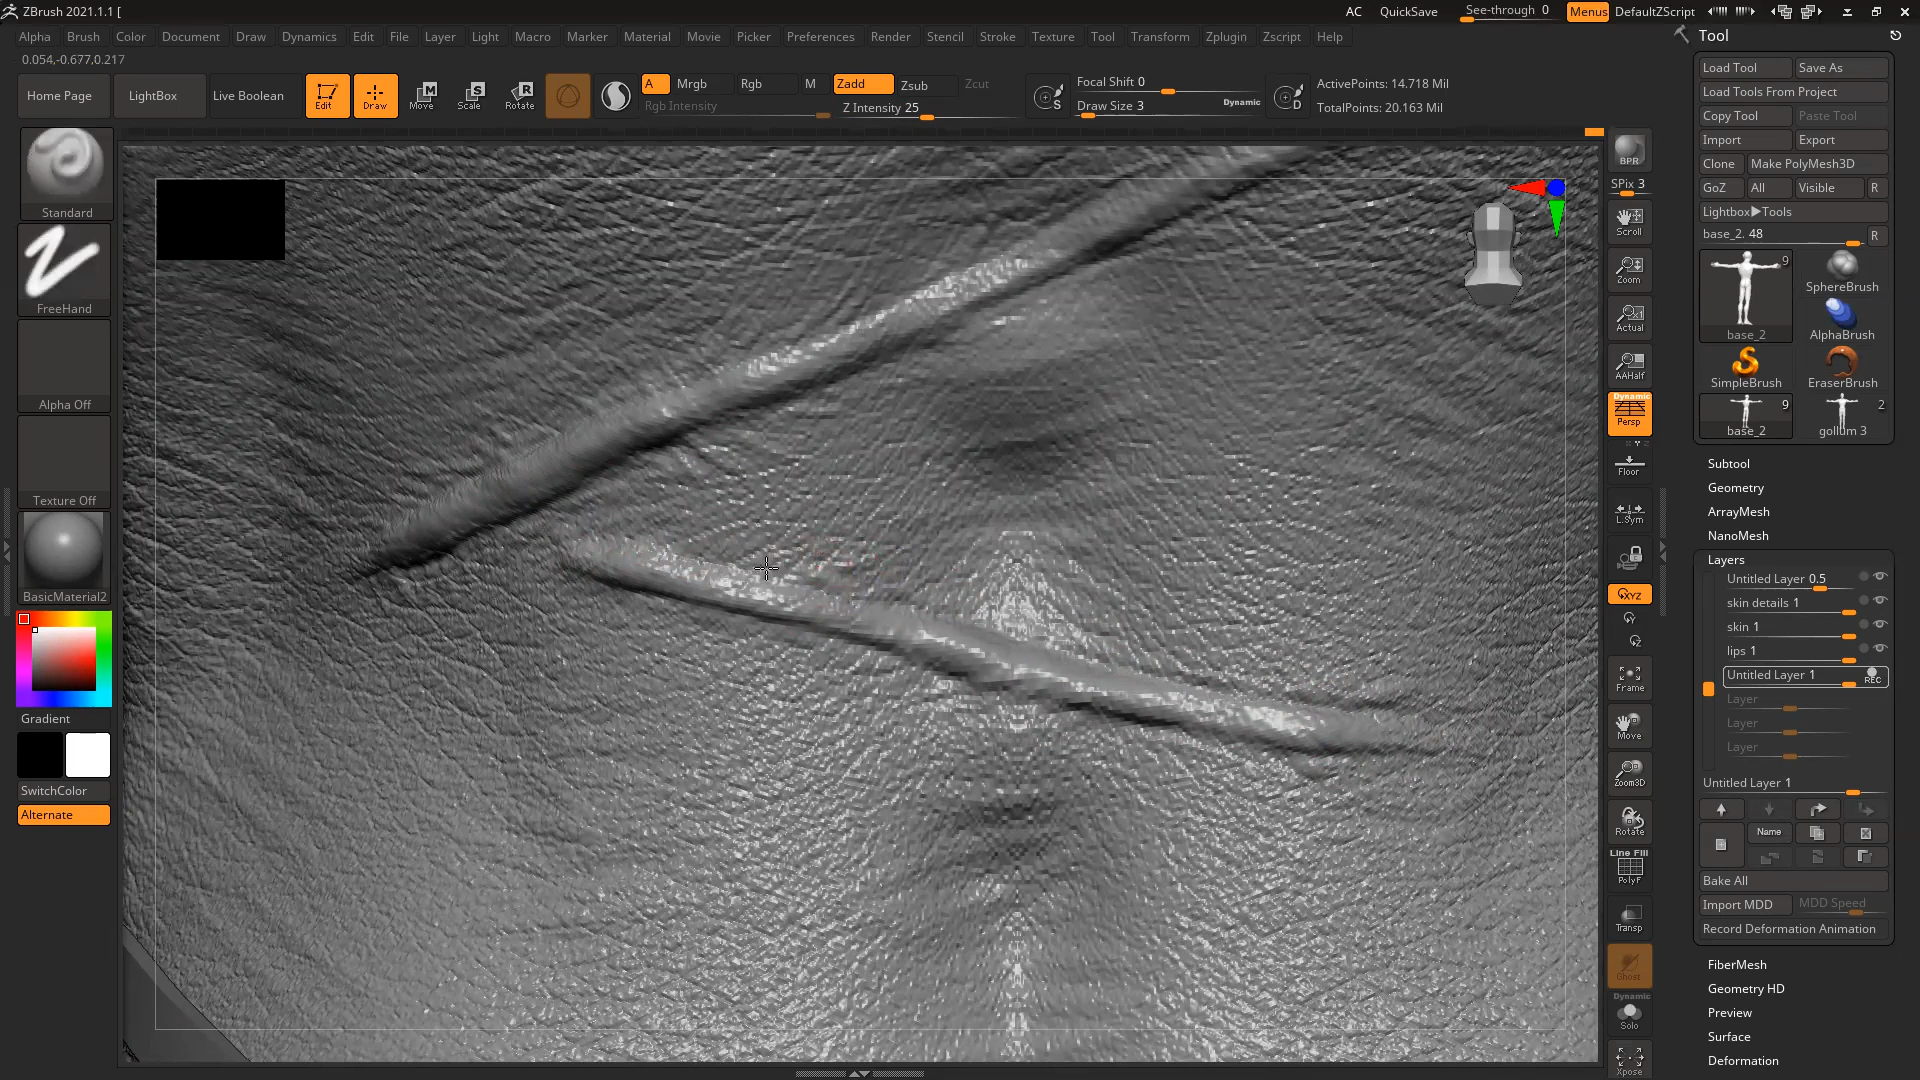 ZBrush 2021.1.1 [
AC QuickSave See-through 0 Menus DefaultZScript
Alpha Brush Color Document Draw Dynamics Edit File Layer Light Macro Marker Material Movie Picker Preferences Render Stencil Stroke Texture Tool Transform Zplugin Zscript Help
0.054,-0.677,0.217
Home Page LightBox Live Boolean Edit Draw Move Scale Rotate
M S R
A Mrgb Rgb M Zadd Zsub Zcut
Rgb Intensity Z Intensity 25
S Focal Shift 0
Draw Size 3 Dynamic
D ActivePoints: 14.718 Mil
TotalPoints: 20.163 Mil
Standard
FreeHand
Alpha Off
Texture Off
BasicMaterial2
Gradient
SwitchColor
Alternate
BPR
SPix 3
Scroll
Zoom
Actual
AAHalf
Dynamic
Persp
Floor
L.Sym
XYZ
Frame
Move
Zoom3D
Rotate
Line Fill
PolyF
Transp
Ghost
Dynamic
Solo
Xpose
Tool
Load Tool Save As
Load Tools From Project
Copy Tool Paste Tool
Import Export
Clone Make PolyMesh3D
GoZ All Visible R
Lightbox▶Tools
base_2. 48 R
9
base_2
SphereBrush
AlphaBrush
SimpleBrush EraserBrush
9 2
base_2 gollum 3
Subtool
Geometry
ArrayMesh
NanoMesh
Layers
Untitled Layer 0.5
skin details 1
skin 1
lips 1
Untitled Layer 1 REC
Layer
Layer
Layer
Untitled Layer 1
Name
Bake All
Import MDD MDD Speed
Record Deformation Animation
FiberMesh
Geometry HD
Preview
Surface
Deformation